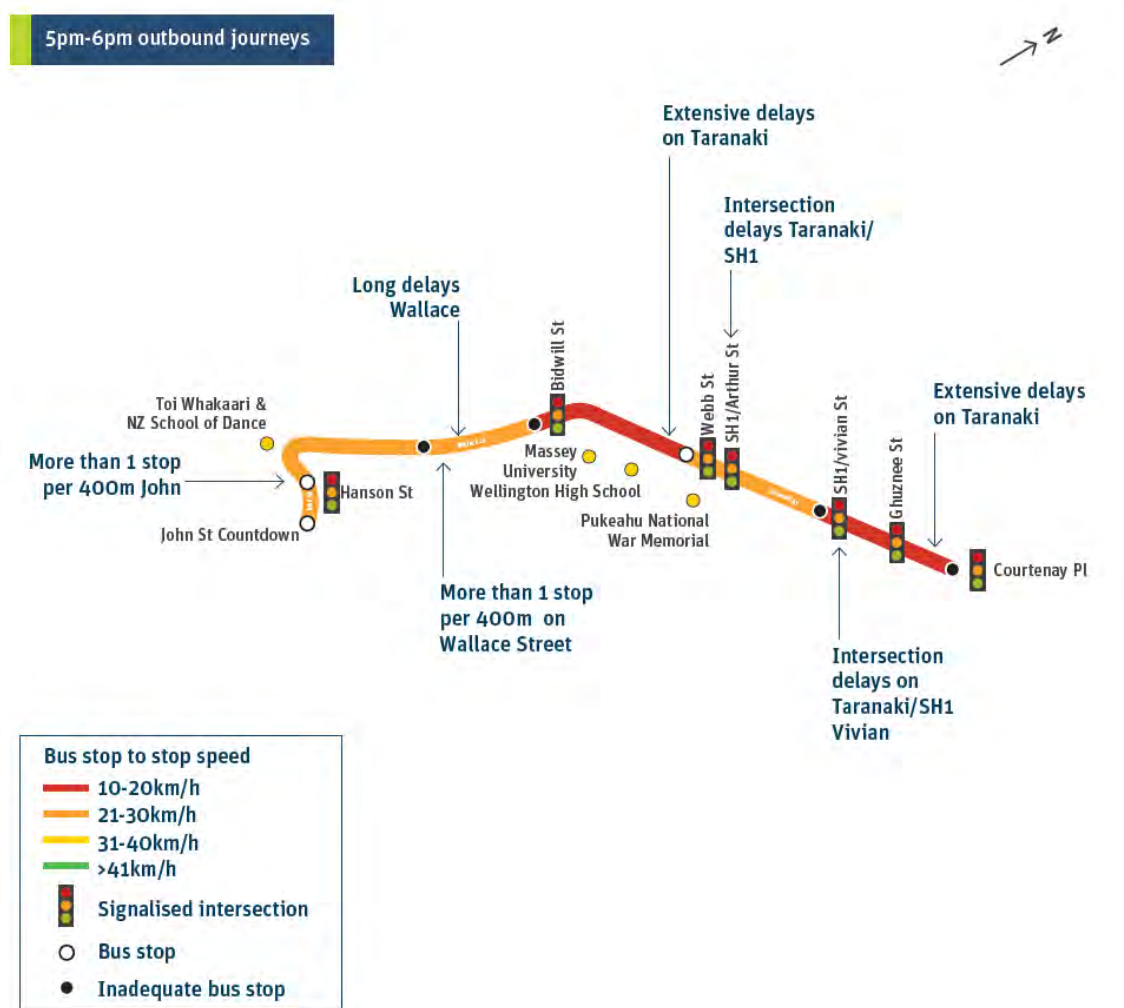 5pm-6pm outbound journeys
N
Extensive delays
on Taranaki
Intersection
delays Taranaki/
SH1
Long delays
Wallace
Bidwill St
Webb St
SH1/Arthur St
SH1/vivian St
Ghuznee St
Extensive delays
on Taranaki
Toi Whakaari &
NZ School of Dance
More than 1 stop
per 400m John
Hanson St
John St Countdown
Massey
University
Wellington High School
Pukeahu National
War Memorial
Courtenay Pl
More than 1 stop
per 400m on
Wallace Street
Intersection
delays on
Taranaki/SH1
Vivian
Bus stop to stop speed
10-20km/h
21-30km/h
31-40km/h
>41km/h
Signalised intersection
Bus stop
Inadequate bus stop